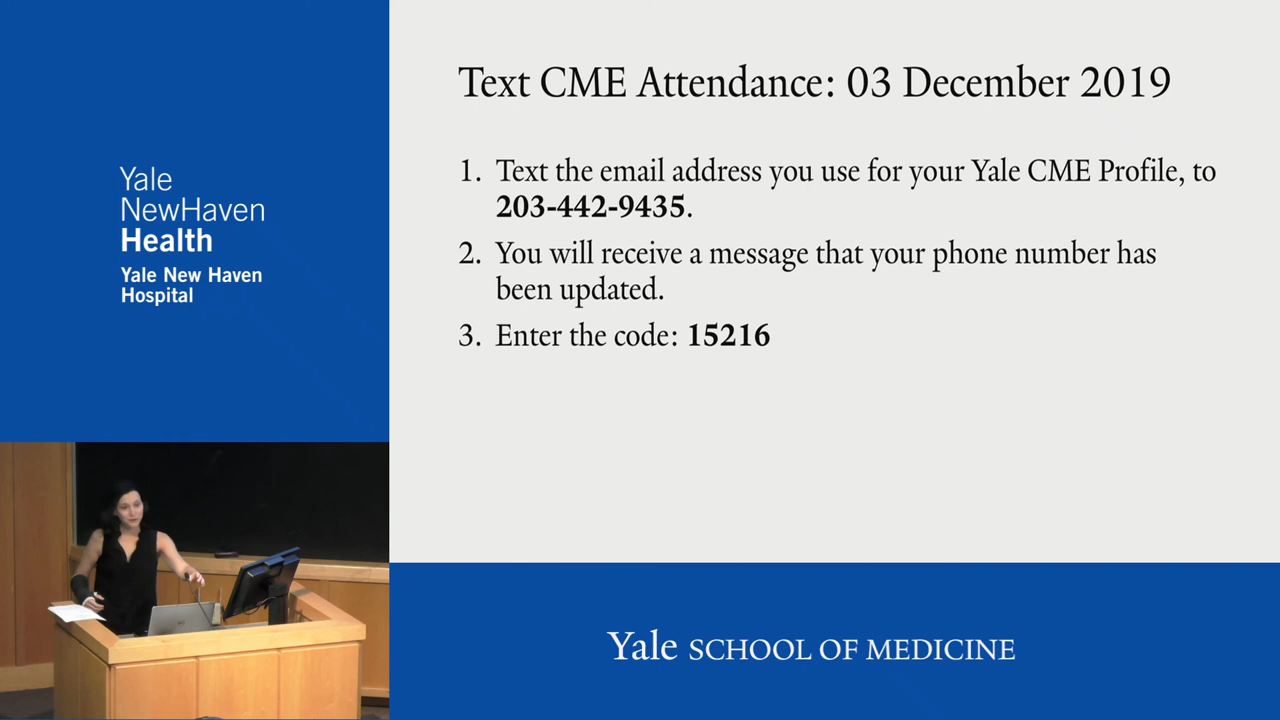 Yale
NewHaven
Health
Yale New Haven
Hospital
Text CME Attendance: 03 December 2019
1. Text the email address you use for your Yale CME Profile, to
203-442-9435.
2. You will receive a message that your phone number has
been updated.
3. Enter the code: 15216
Yale SCHOOL OF MEDICINE